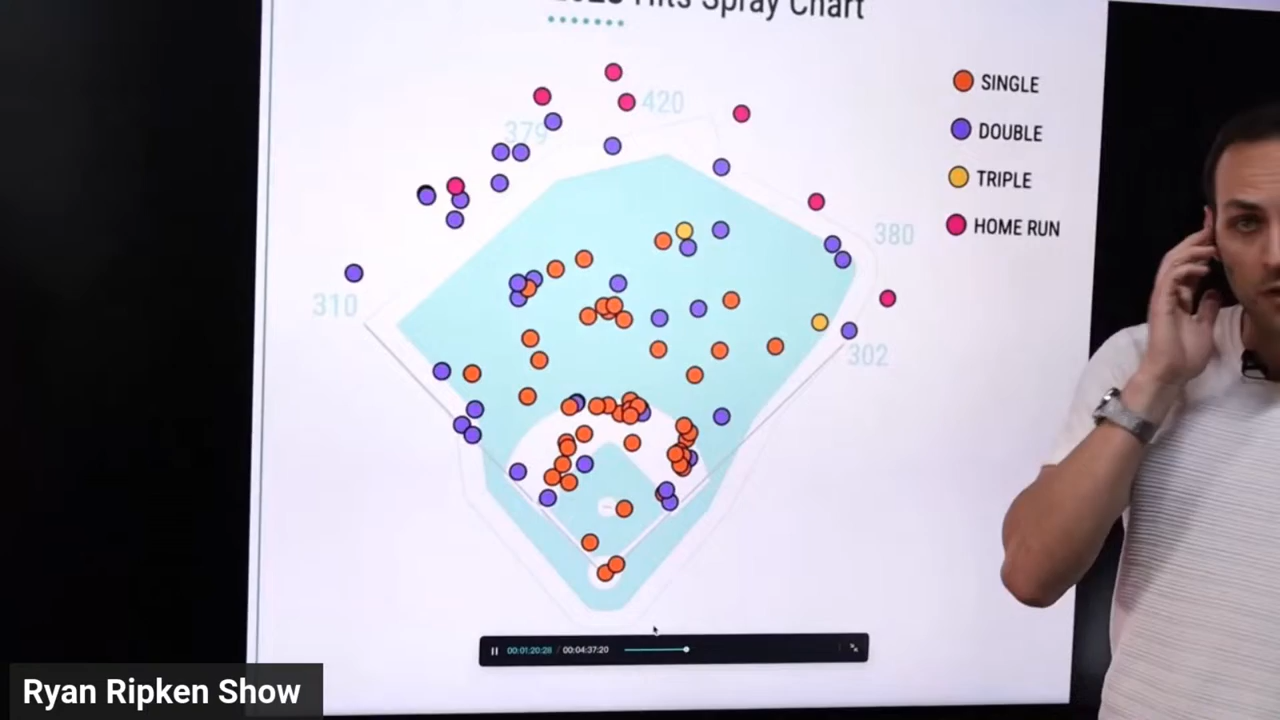 Hits Spray Chart
420
379
380
310
302
SINGLE
DOUBLE
TRIPLE
HOME RUN
00:01:20:28 / 00:04:37:20
Ryan Ripken Show